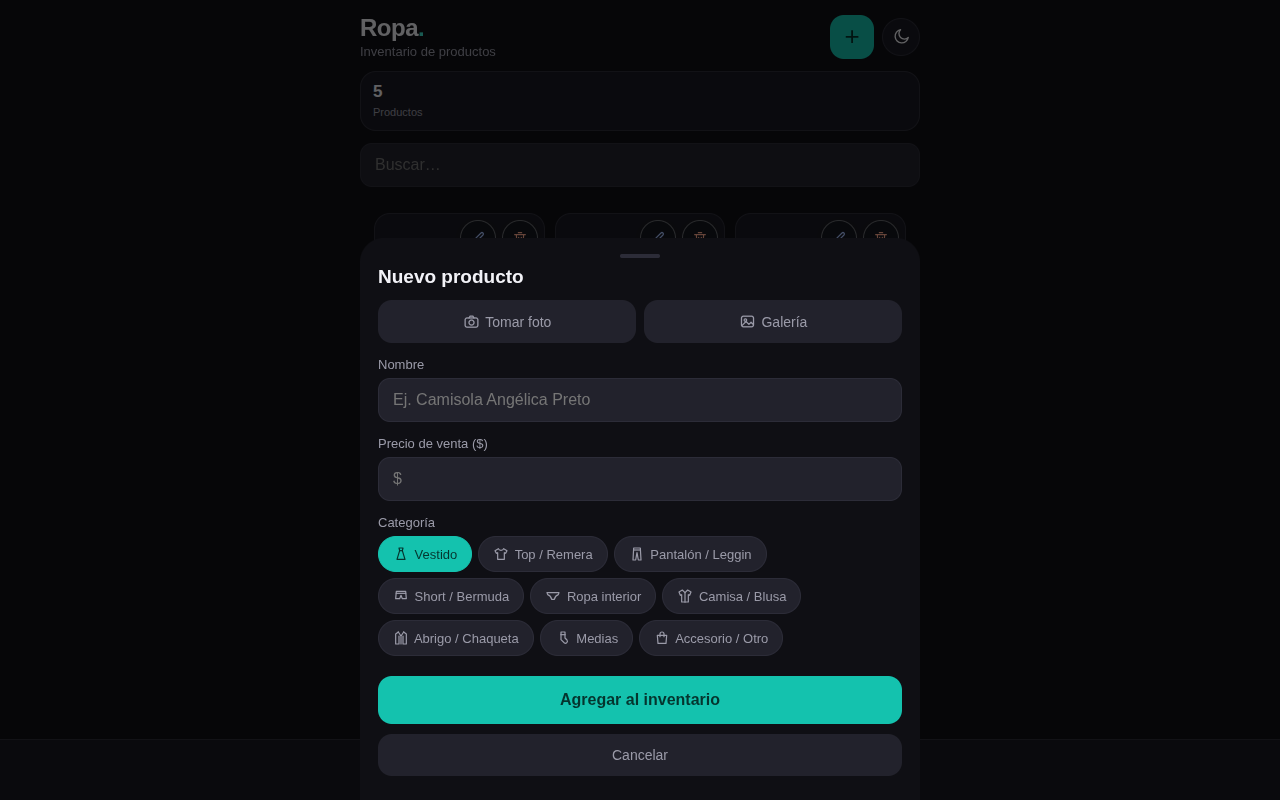 Ropa.
Inventario de productos
5
Productos
Buscar…
Nuevo producto
Tomar foto
Galería
Nombre
Ej. Camisola Angélica Preto
Precio de venta ($)
$
Categoría
Vestido
Top / Remera
Pantalón / Leggin
Short / Bermuda
Ropa interior
Camisa / Blusa
Abrigo / Chaqueta
Medias
Accesorio / Otro
Agregar al inventario
Cancelar